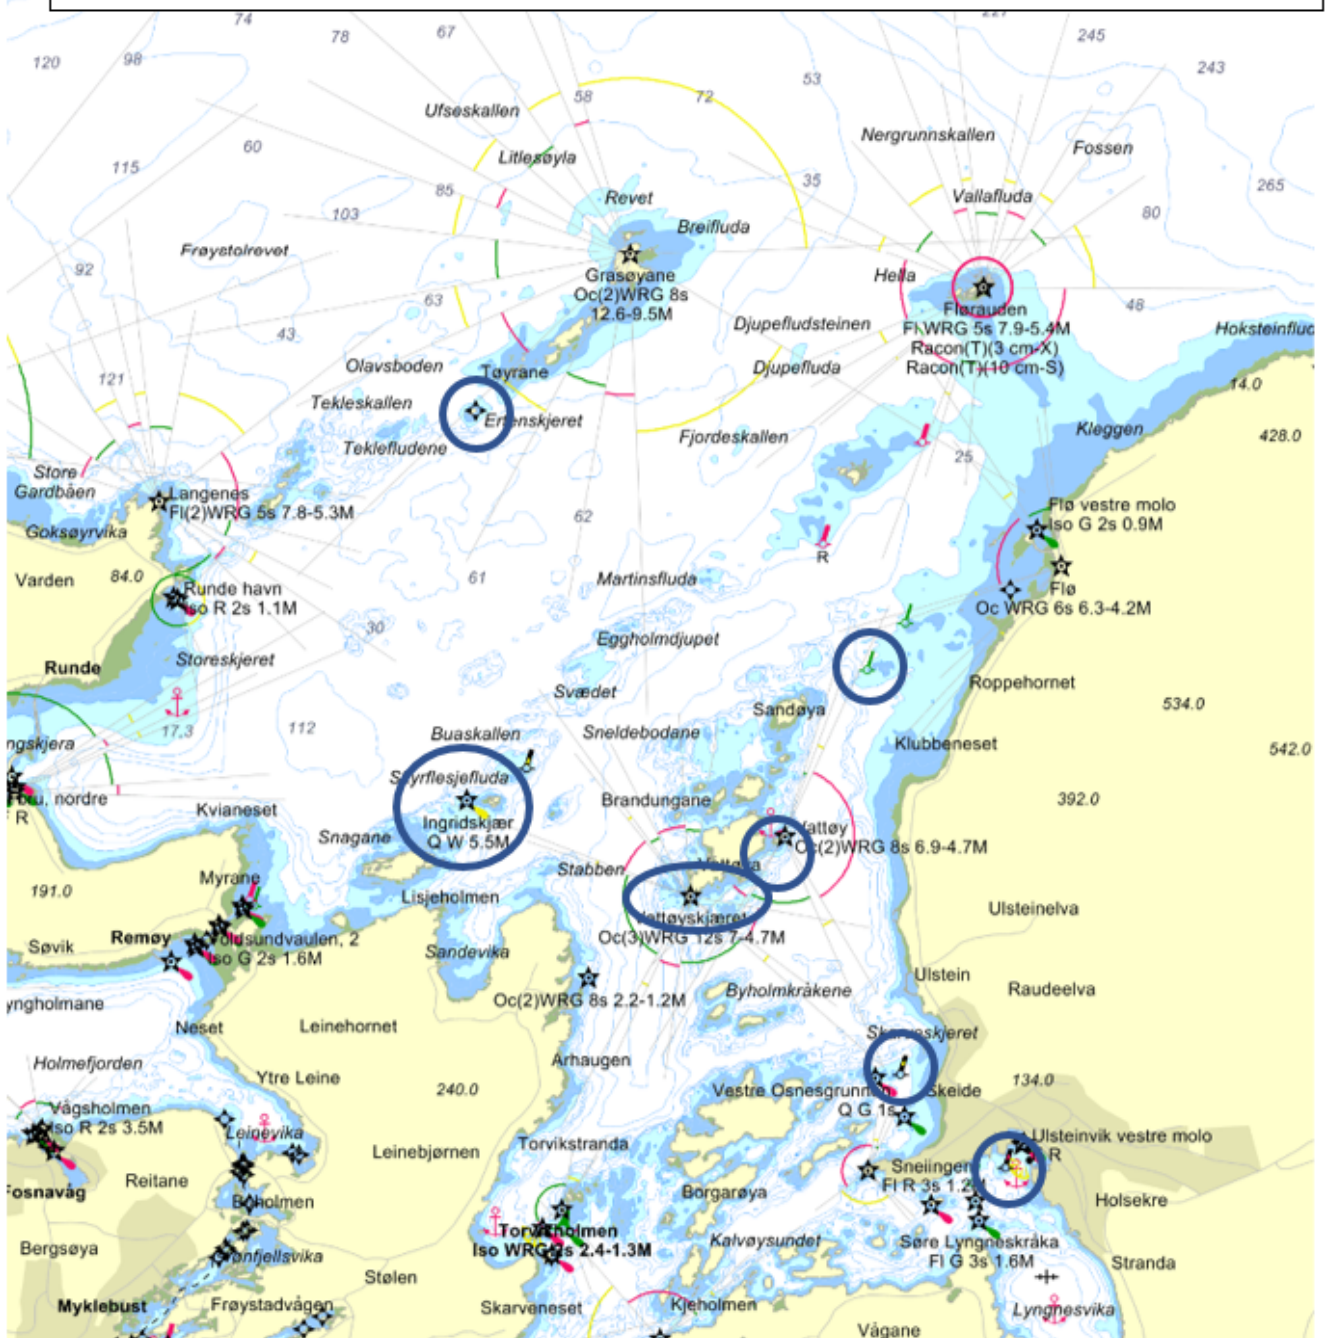 74
67
227
78
245
120
98
243
53
58
72
Ufseskallen
Nergrunnskallen
60
Fossen
Litlesøyla
115
35
265
85
Revet
Vallafluda
103
80
Breifluda
Frøystolrevet
92
Grasøyane
Oc(2)WRG 8s
12.6-9.5M
Hella
63
48
Flørauden
Fl WRG 5s 7.9-5.4M
Racon(T)(3 cm-X)
Racon(T)(10 cm-S)
Djupefludsteinen
43
Olavsboden
Djupefluda
Tøyrane
121
14.0
Tekleskallen
Kleggen
Teklefludene
Fjordeskallen
428.0
25
Store
Gardbåen
Langenes
Fl(2)WRG 5s 7.8-5.3M
Flø vestre molo
Iso G 2s 0.9M
62
Goksøyrvika
R
Varden
84.0
61
Martinsfluda
Runde havn
Iso R 2s 1.1M
Flø
Oc WRG 6s 6.3-4.2M
30
Eggholmdjupet
Storeskjeret
Runde
Roppehornet
Svædet
534.0
Sandøya
17.3
112
Buaskallen
Sneldebodane
Klubbeneset
542.0
Brandungane
392.0
nordre
R
Kvianeset
Ingridskjær
Q W 5.5M
Snagane
Vattøy
Oc(2)WRG 8s 6.9-4.7M
Stabben
191.0
Myrane
Lisjeholmen
Ulsteinelva
Vattøyskjæret
Oc(3)WRG 12s 7-4.7M
Søvik
Remøy
Iso G 2s 1.6M
Sandevika
Ulstein
Oc(2)WRG 8s 2.2-1.2M
Byholmkråkene
Raudeelva
Neset
Leinehornet
Holmefjorden
Arhaugen
Ytre Leine
240.0
Vestre Osnesgrunnen
Q G 1s
Skeide
134.0
Vågsholmen
Iso R 2s 3.5M
Leinevika
Leinebjørnen
Torvikstranda
Ulsteinvik vestre molo
R
Fosnavåg
Reitane
Borgarøya
Fl R 3s 1.2M
Holsekre
Bergsøya
Torvikholmen
Iso WRG 2s 2.4-1.3M
Kalvøysundet
Søre Lyngneskråka
Fl G 3s 1.6M
Stranda
Stølen
Myklebust
Frøystadvågen
Skarveneset
Kjeholmen
Lyngnesvika
Vågane